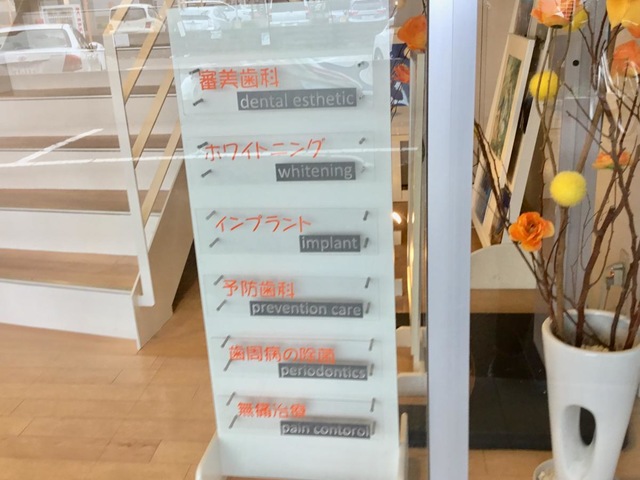 審美歯科
dental esthetic
ホワイトニング
whitening
インプラント
implant
予防歯科
prevention care
歯周病の除菌
periodontics
無痛治療
pain contorol